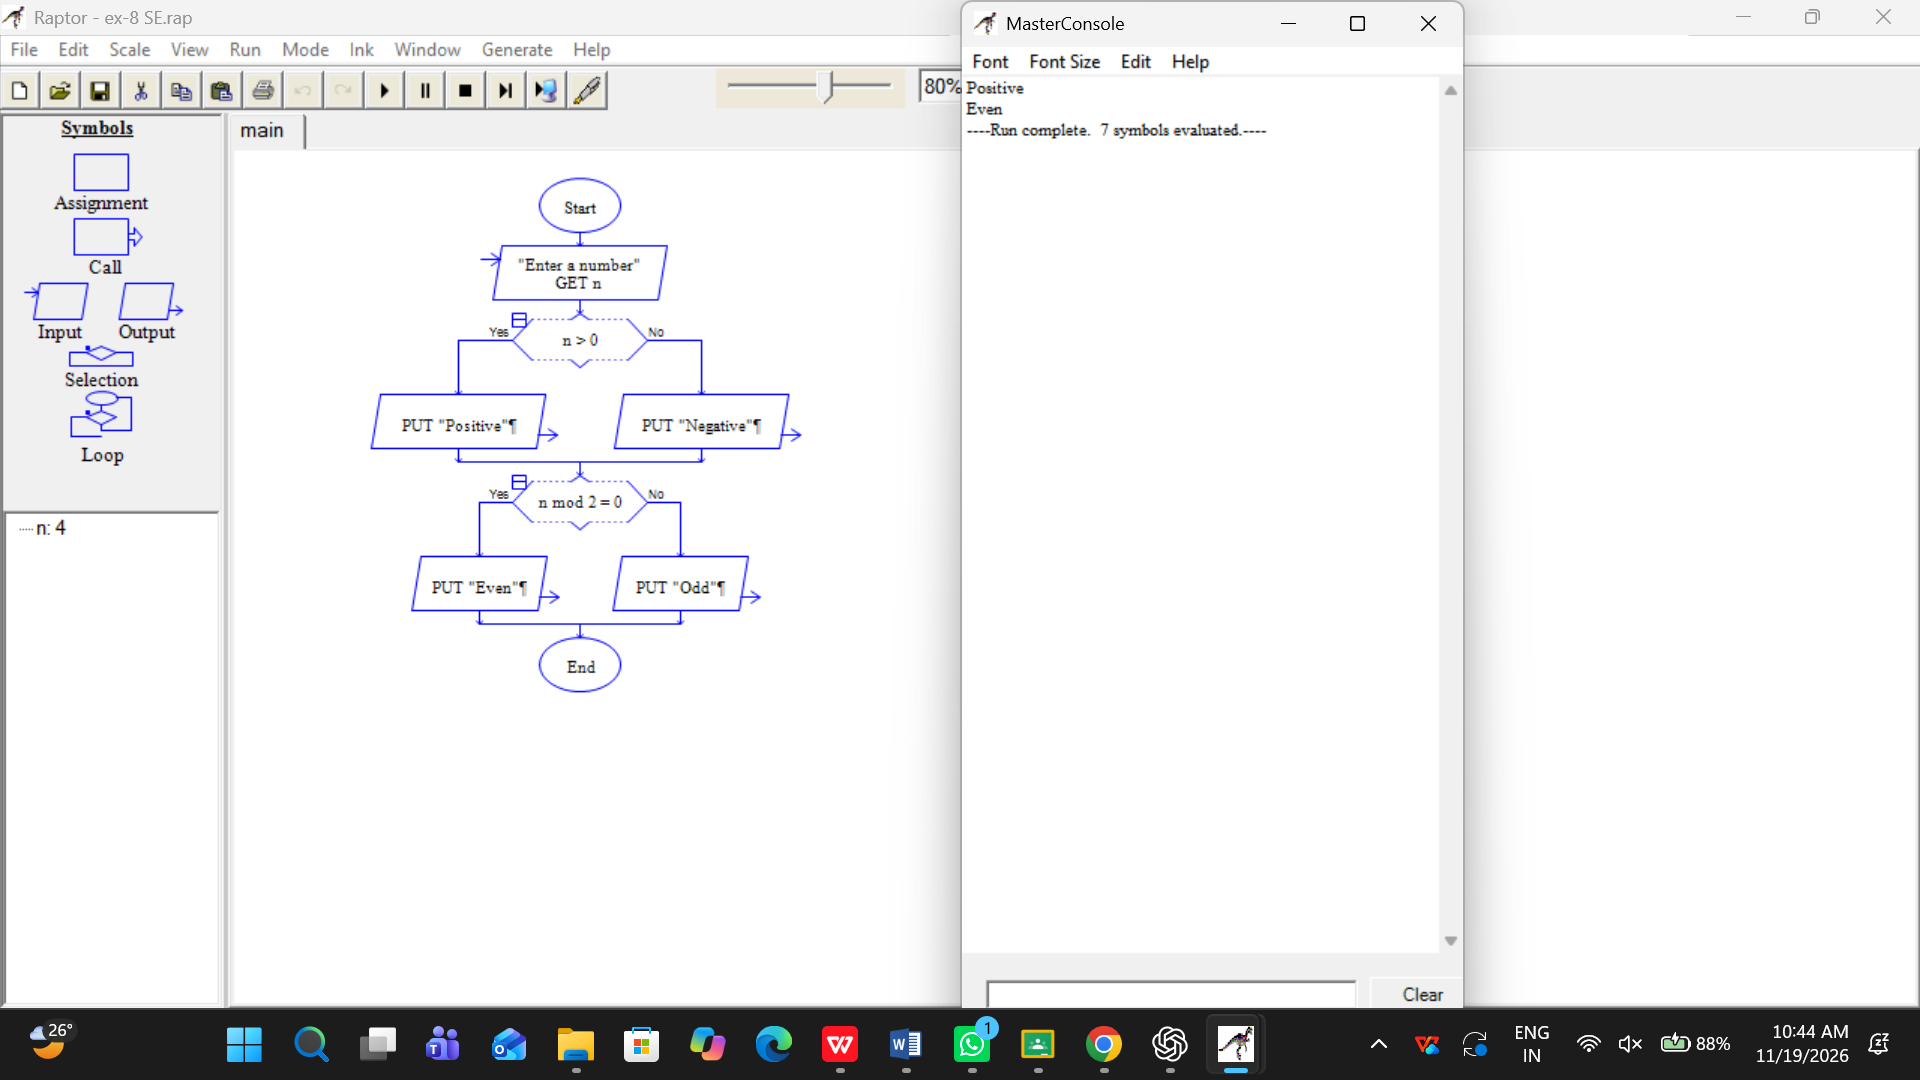 Raptor - ex-8 SE.rap
File Edit Scale View Run Mode Ink Window Generate Help
80%
Symbols
Assignment
Call
Input Output
Selection
Loop
n: 4
main
Start
"Enter a number"
GET n
Yes No
n > 0
PUT "Positive"¶ PUT "Negative"¶
Yes No
n mod 2 = 0
PUT "Even"¶ PUT "Odd"¶
End
MasterConsole
Font Font Size Edit Help
Positive
Even
----Run complete. 7 symbols evaluated.----
Clear
26°
1
ENG
IN
88%
10:44 AM
11/19/2026